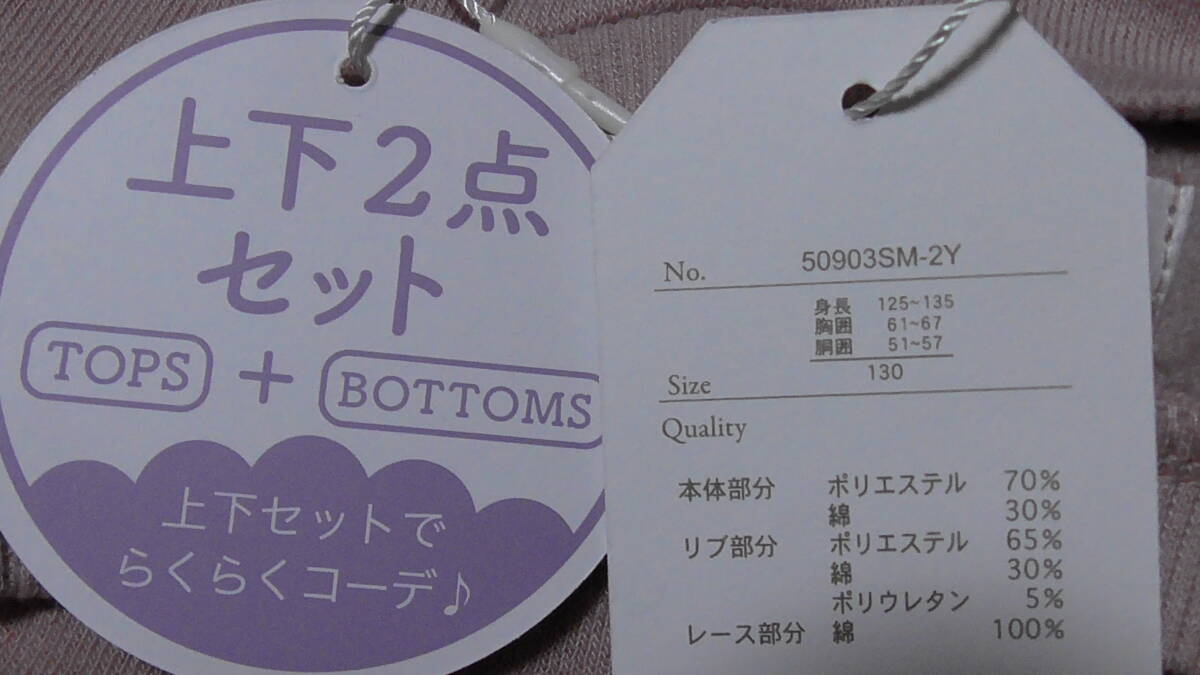 上下2点
セット
TOPS + BOTTOMS
上下セットで
らくらくコーデ♪
No. 50903SM-2Y
身長 125~135
胸囲 61~67
胴囲 51~57
Size 130
Quality
本体部分 ポリエステル 70%
綿 30%
リブ部分 ポリエステル 65%
綿 30%
ポリウレタン 5%
レース部分 綿 100%